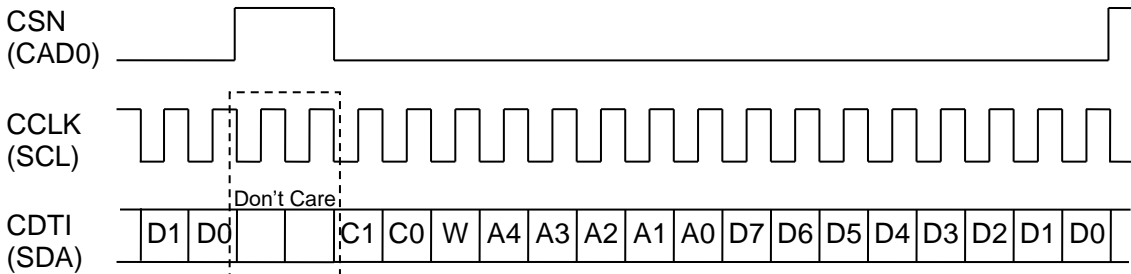 CSN
(CAD0)
CCLK
(SCL)
Don't Care
CDTI
(SDA)
D1 D0 C1 C0 W A4 A3 A2 A1 A0 D7 D6 D5 D4 D3 D2 D1 D0